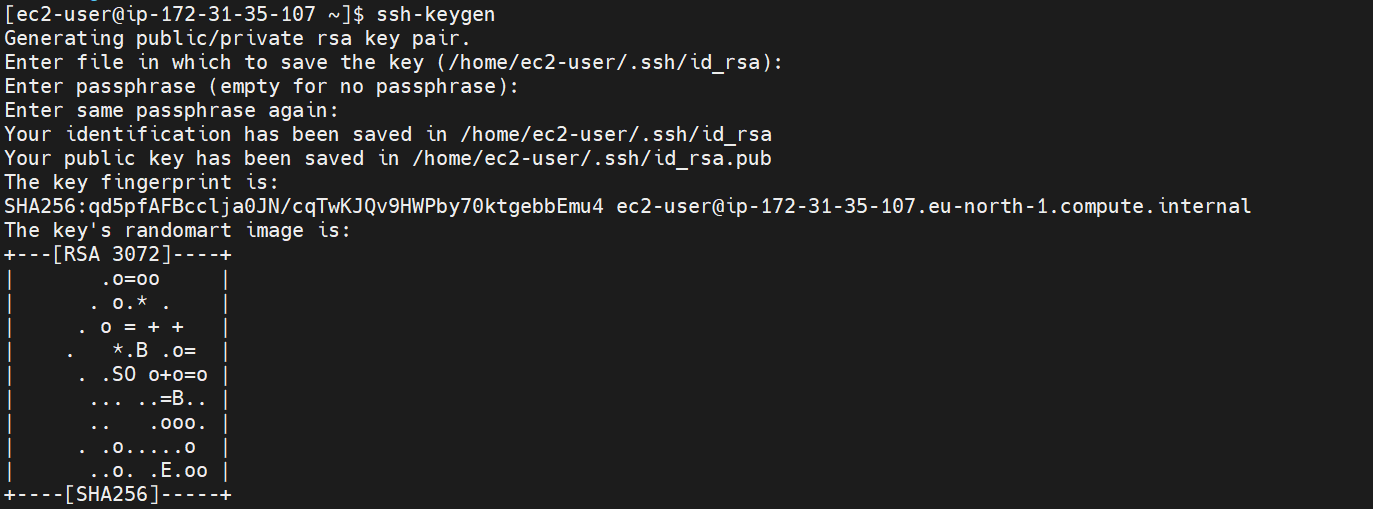 [ec2-user@ip-172-31-35-107 ~]$ ssh-keygen
Generating public/private rsa key pair.
Enter file in which to save the key (/home/ec2-user/.ssh/id_rsa):
Enter passphrase (empty for no passphrase):
Enter same passphrase again:
Your identification has been saved in /home/ec2-user/.ssh/id_rsa
Your public key has been saved in /home/ec2-user/.ssh/id_rsa.pub
The key fingerprint is:
SHA256:qd5pfAFBcclja0JN/cqTwKJQv9HWPby70ktgebbEmu4 ec2-user@ip-172-31-35-107.eu-north-1.compute.internal
The key's randomart image is:
+---[RSA 3072]----+
|       .o=oo     |
|      . o.* .    |
|     . o = + +   |
|    .   *.B .o=  |
|     . .SO o+o=o |
|      ... ..=B.. |
|      ..   .ooo. |
|     . .o.....o  |
|      ..o. .E.oo |
+----[SHA256]-----+